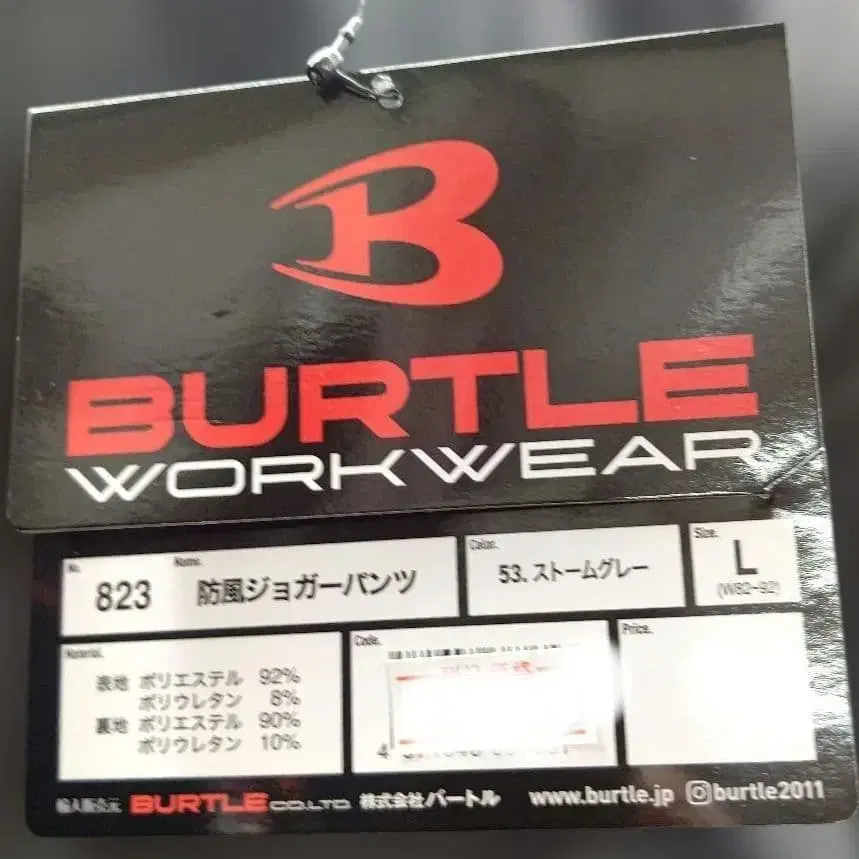 BURTLE
WORKWEAR
No.
823
Name.
防風ジョガーパンツ
Color.
53. ストームグレー
Size.
L
(W82~92)
Material.
表地 ポリエステル 92%
ポリウレタン 8%
裏地 ポリエステル 90%
ポリウレタン 10%
Code.
Price.
輸入販売元 BURTLE CO.LTD 株式会社バートル www.burtle.jp burtle2011